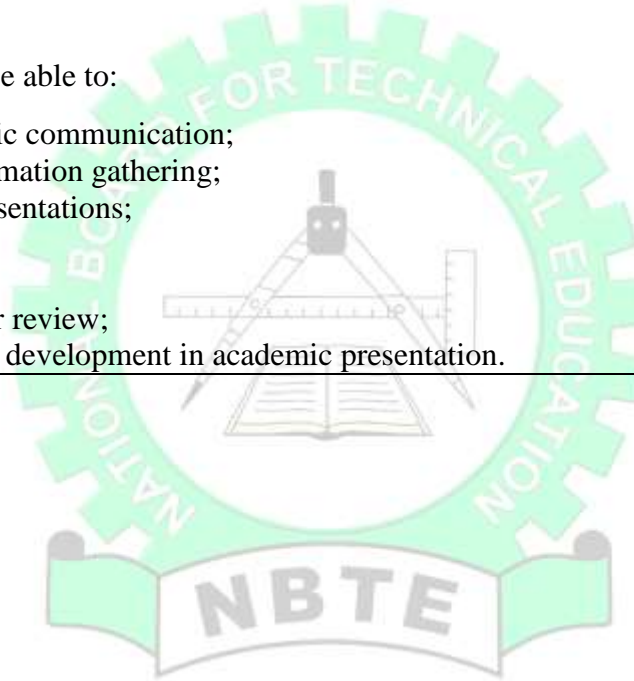 e able to:
ic communication;
mation gathering;
sentations;
r review;
development in academic presentation.
NATIONAL BOARD FOR TECHNICAL EDUCATION
NBTE